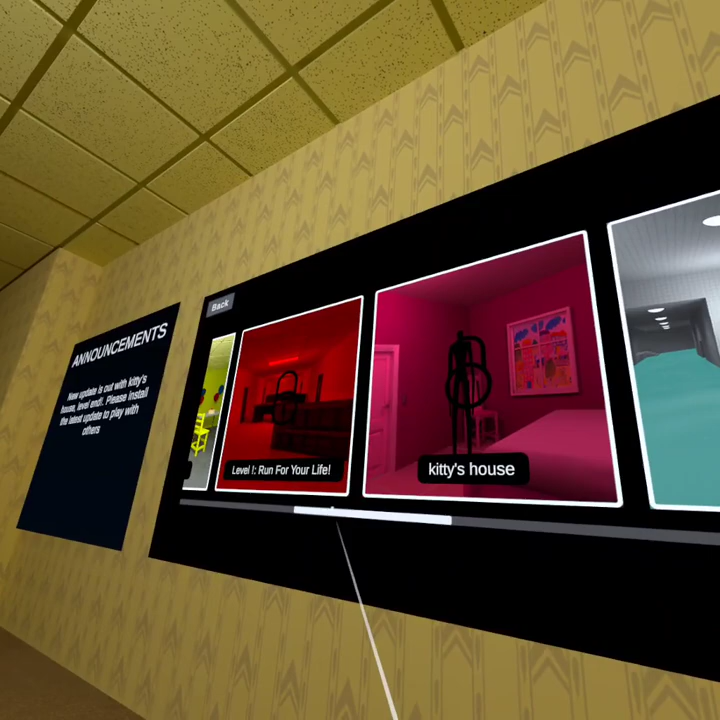 ANNOUNCEMENTS
New update is out with kitty's
house, level end!. Please install
the latest update to play with
others
Back
Level !: Run For Your Life!
kitty's house